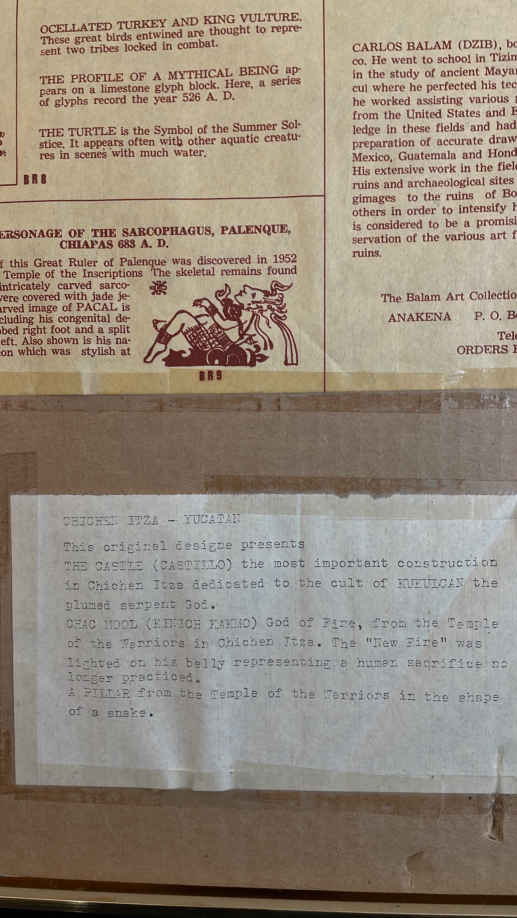 OCELLATED TURKEY AND KING VULTURE.
These great birds entwined are thought to repre-
sent two tribes locked in combat.
THE PROFILE OF A MYTHICAL BEING ap-
pears on a limestone glyph block. Here, a series
of glyphs record the year 526 A. D.
THE TURTLE is the Symbol of the Summer Sol-
stice. It appears often with other aquatic creatu-
res in scenes with much water.
BR8
ERSONAGE OF THE SARCOPHAGUS, PALENQUE,
CHIAPAS 683 A. D.
f this Great Ruler of Palenque was discovered in 1952
Temple of the Inscriptions The skeletal remains found
intricately carved sarco-
vere covered with jade je-
arved image of PACAL is
cluding his congenital de-
bed right foot and a split
eft. Also shown is his na-
on which was stylish at
BR9
CARLOS BALAM (DZIB), bo
co. He went to school in Tizim
in the study of ancient Mayan
cul where he perfected his tec
he worked assisting various
from the United States and E
ledge in these fields and had
preparation of accurate draw
Mexico, Guatemala and Hond
His extensive work in the field
ruins and archaeological sites
gimages to the ruins of Bo
others in order to intensify h
is considered to be a promisi
servation of the various art f
ruins.
The Balam Art Collectio
ANAKENA P. O. Bo
Tele
ORDERS
CHICHEN ITZA - YUCATAN
This original designe presents
THE CASTLE (CASTILLO) the most important construction
in Chichen Itza dedicated to the cult of KUKULCAN the
plumed serpent God.
CHAC MOOL (KINICH KAKMO) God of Fire, from the Temple
of the Warriors in Chichen Itza. The "New Fire" was
lighted on his belly representing a human sacrifice no
longer practiced.
A PILLAR from the Temple of the Warriors in the shape
of a snake.